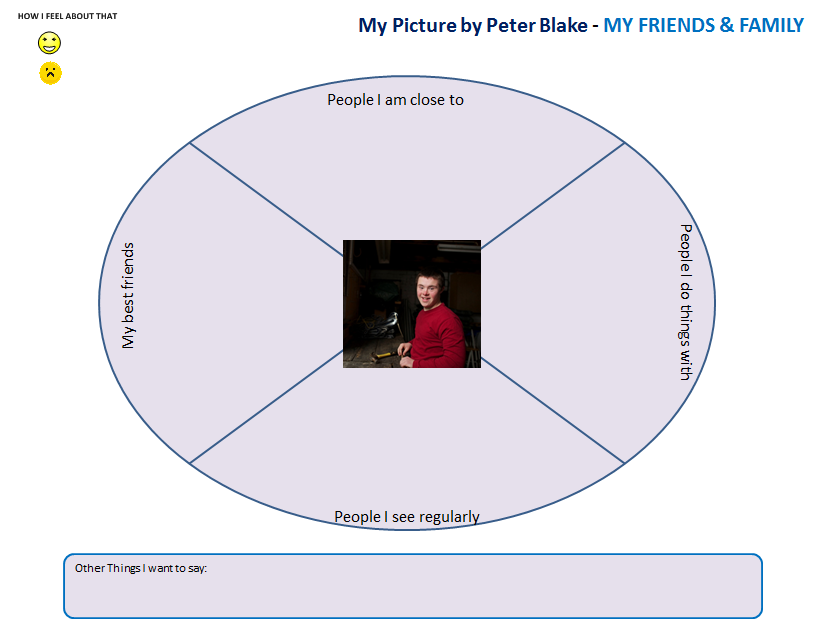 HOW I FEEL ABOUT THAT
My Picture by Peter Blake - MY FRIENDS & FAMILY
People I am close to
My best friends
People I do things with
People I see regularly
Other Things I want to say: